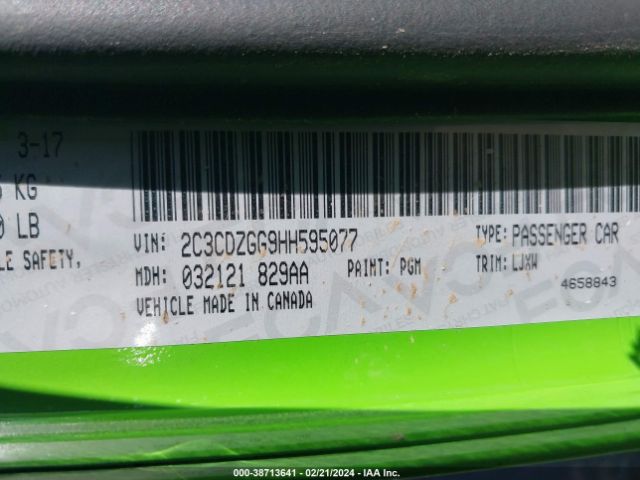 3-17
KG
LB
LE SAFETY,
VIN: 2C3CDZGG9HH595077
TYPE: PASSENGER CAR
MDH: 032121 829AA
PAINT: PGM
TRIM: LJXW
VEHICLE MADE IN CANADA
4658843
000-38713641 - 02/21/2024 - IAA Inc.